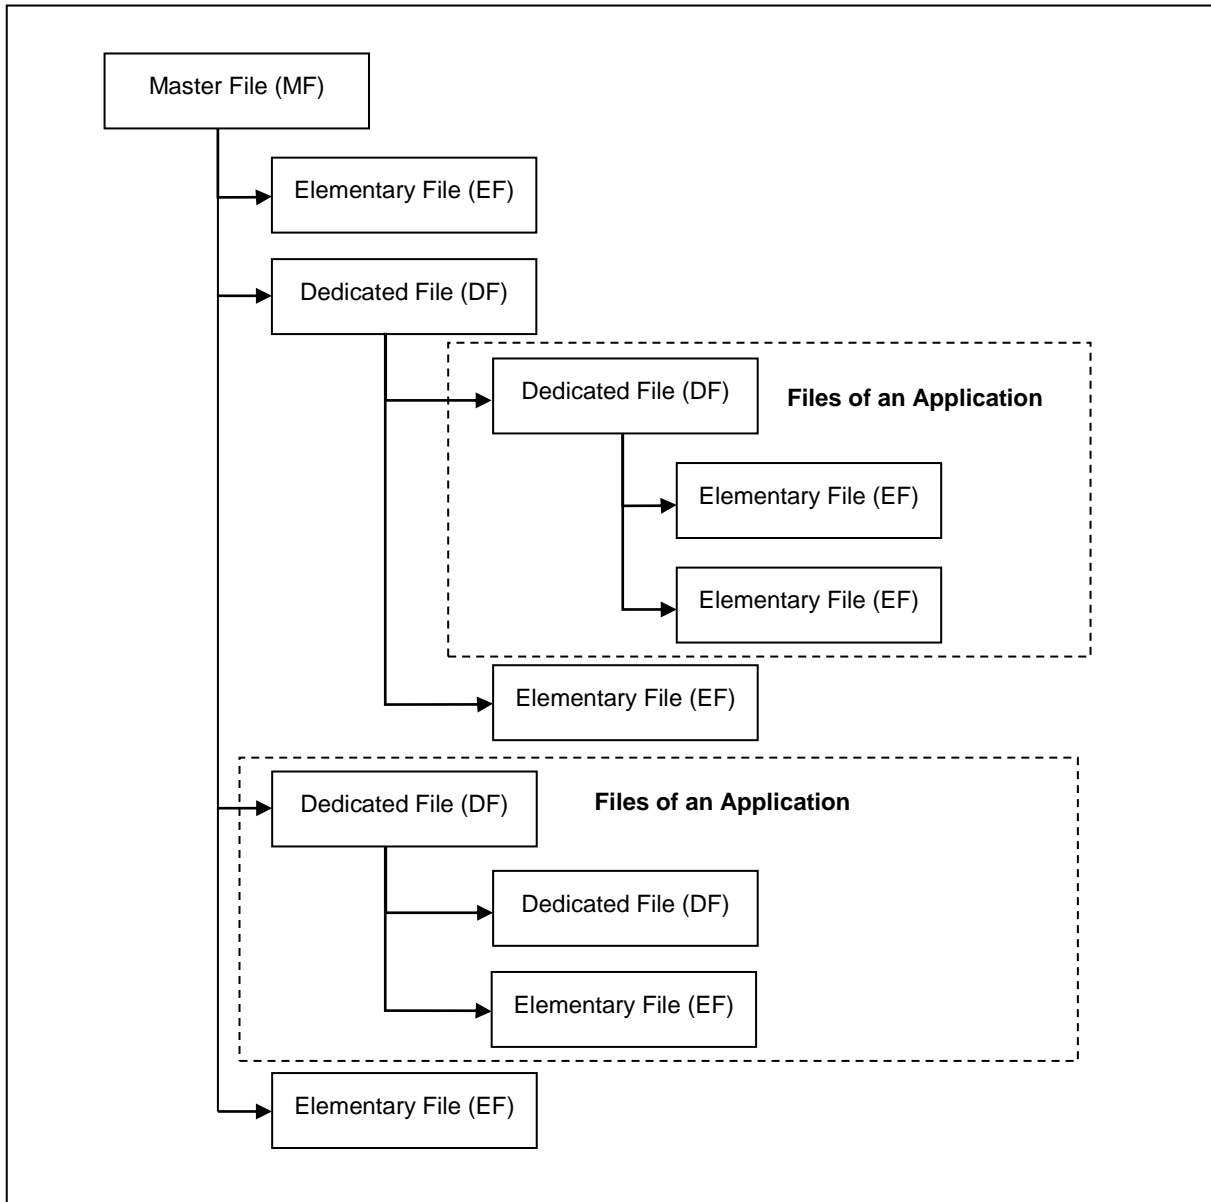 Master File (MF)
Elementary File (EF)
Dedicated File (DF)
Dedicated File (DF)
Files of an Application
Elementary File (EF)
Elementary File (EF)
Elementary File (EF)
Dedicated File (DF)
Files of an Application
Dedicated File (DF)
Elementary File (EF)
Elementary File (EF)